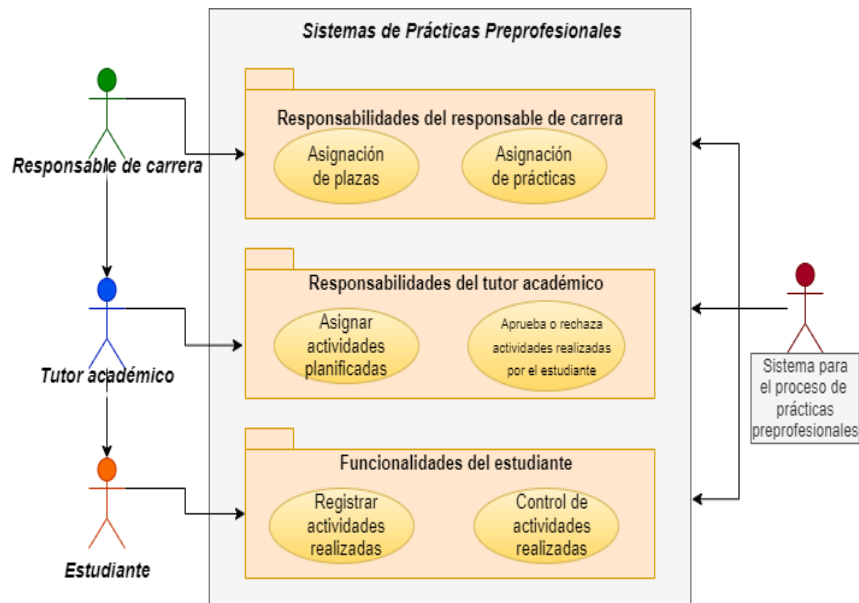 Sistemas de Prácticas Preprofesionales
Responsable de carrera
Responsabilidades del responsable de carrera
Asignación
de plazas
Asignación
de prácticas
Tutor académico
Responsabilidades del tutor académico
Asignar
actividades
planificadas
Aprueba o rechaza
actividades realizadas
por el estudiante
Sistema para
el proceso de
prácticas
preprofesionales
Estudiante
Funcionalidades del estudiante
Registrar
actividades
realizadas
Control de
actividades
realizadas